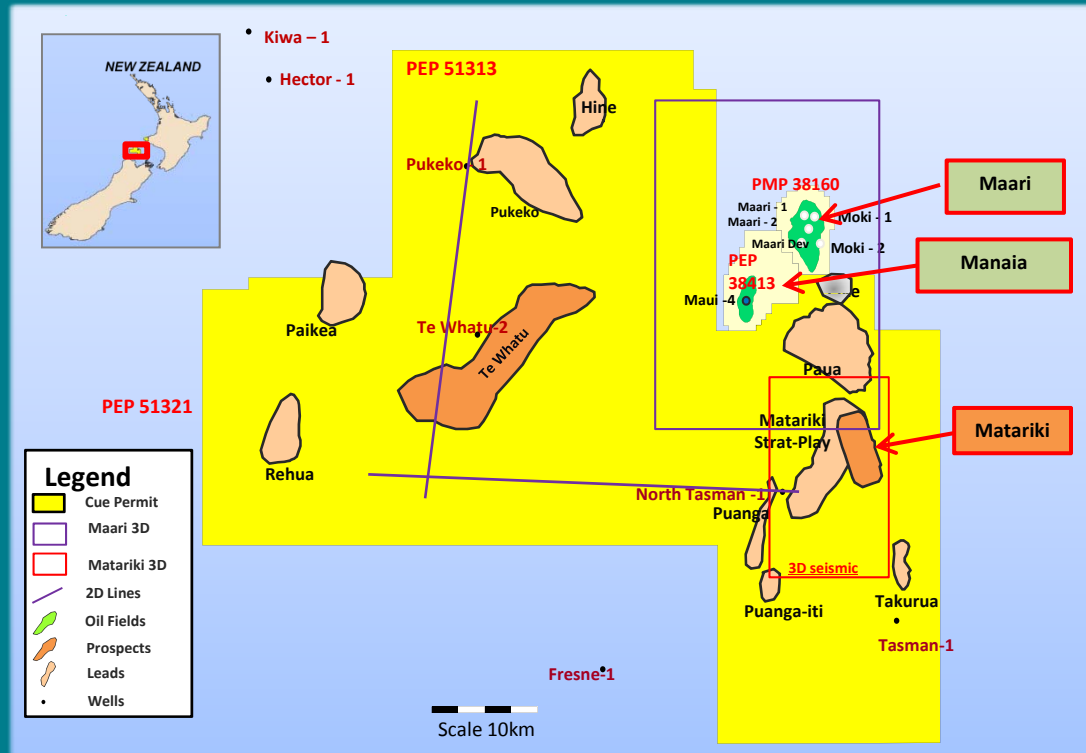 NEW ZEALAND
Kiwa – 1
Hector - 1
PEP 51313
Hine
Pukeko -1
Pukeko
PMP 38160
Maari
Maari - 1
Moki - 1
Maari - 2
Maari Dev
Moki - 2
PEP
38413
Manaia
Maui -4
Paikea
Te Whatu-2
Te Whatu
Paua
PEP 51321
Matariki
Strat-Play
Matariki
Rehua
North Tasman -1
Puanga
3D seismic
Puanga-iti
Takurua
Tasman-1
Fresne-1
Scale 10km
Legend
Cue Permit
Maari 3D
Matariki 3D
2D Lines
Oil Fields
Prospects
Leads
Wells